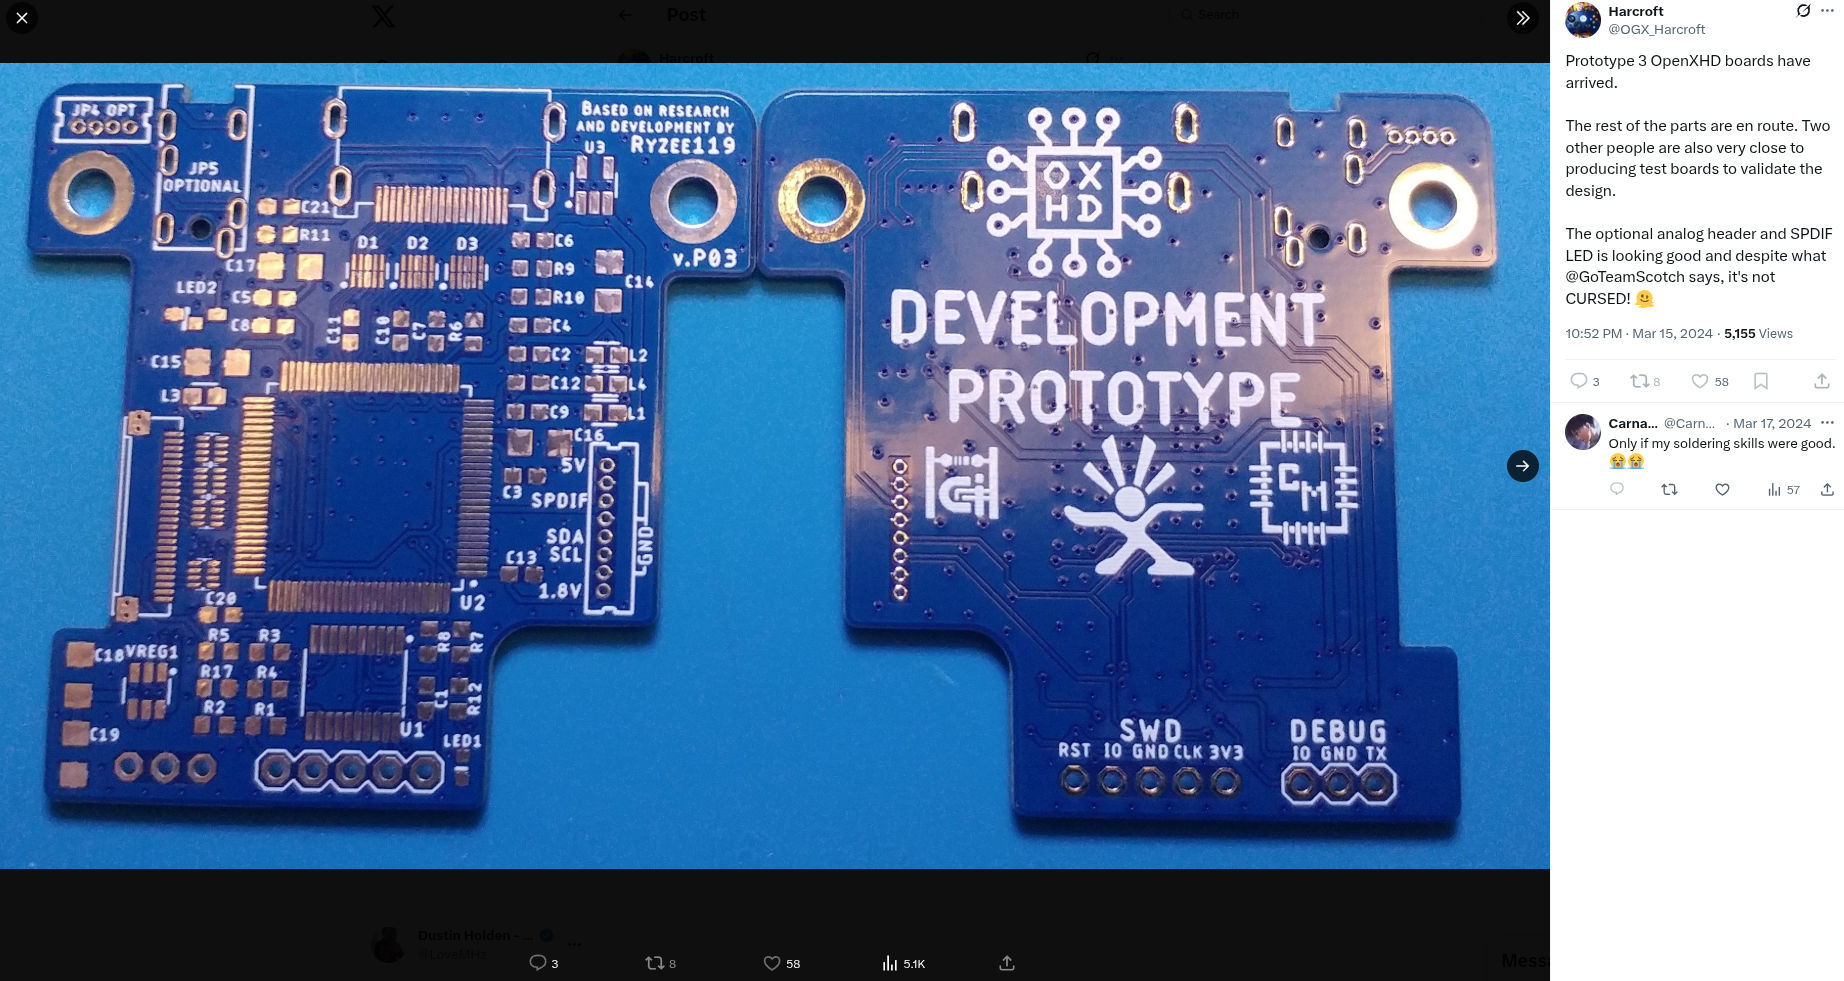 Post
Search
Harcroft
JP4 OPT
JP5
OPTIONAL
BASED ON RESEARCH
AND DEVELOPMENT BY
RYZEE119
U3
C21
R11
D1 D2 D3
C6
C17
R9
v.P03
C14
LED2
C5
R10
C8
C11
C10
C7
R6
C4
C15
C2
L2
L3
C12
L4
C9
L1
C16
5V
C3
SPDIF
SDA
SCL
GND
C13
1.8V
C20
U2
R5
R3
R8
R7
C18
VREG1
R17
R4
R2
R1
C1
R12
C19
U1
LED1
OX
HD
DEVELOPMENT
PROTOTYPE
CM
SWD
RST IO GND CLK 3V3
DEBUG
IO GND TX
Dustin Holden - ...
@LoveMHz
Mess
3
8
58
5.1K
Harcroft
@OGX_Harcroft
Prototype 3 OpenXHD boards have
arrived.
The rest of the parts are en route. Two
other people are also very close to
producing test boards to validate the
design.
The optional analog header and SPDIF
LED is looking good and despite what
@GoTeamScotch says, it's not
CURSED! 🫠
10:52 PM · Mar 15, 2024 · 5,155 Views
3
8
58
Carna... @Carn... · Mar 17, 2024
Only if my soldering skills were good.
😭😭
57